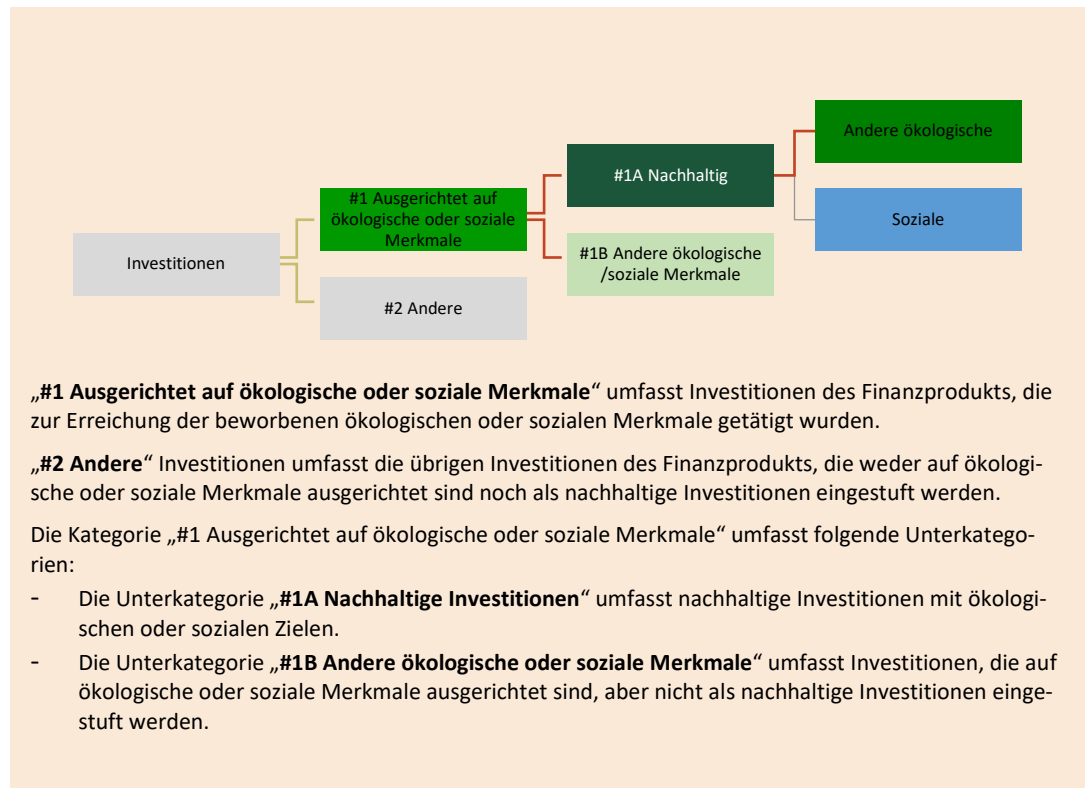 Andere ökologische
#1A Nachhaltig
#1 Ausgerichtet auf
ökologische oder soziale
Merkmale
Soziale
Investitionen
#1B Andere ökologische
/soziale Merkmale
#2 Andere
„#1 Ausgerichtet auf ökologische oder soziale Merkmale“ umfasst Investitionen des Finanzprodukts, die
zur Erreichung der beworbenen ökologischen oder sozialen Merkmale getätigt wurden.
„#2 Andere“ Investitionen umfasst die übrigen Investitionen des Finanzprodukts, die weder auf ökologi-
sche oder soziale Merkmale ausgerichtet sind noch als nachhaltige Investitionen eingestuft werden.
Die Kategorie „#1 Ausgerichtet auf ökologische oder soziale Merkmale“ umfasst folgende Unterkatego-
rien:
- Die Unterkategorie „#1A Nachhaltige Investitionen“ umfasst nachhaltige Investitionen mit ökologi-
schen oder sozialen Zielen.
- Die Unterkategorie „#1B Andere ökologische oder soziale Merkmale“ umfasst Investitionen, die auf
ökologische oder soziale Merkmale ausgerichtet sind, aber nicht als nachhaltige Investitionen einge-
stuft werden.